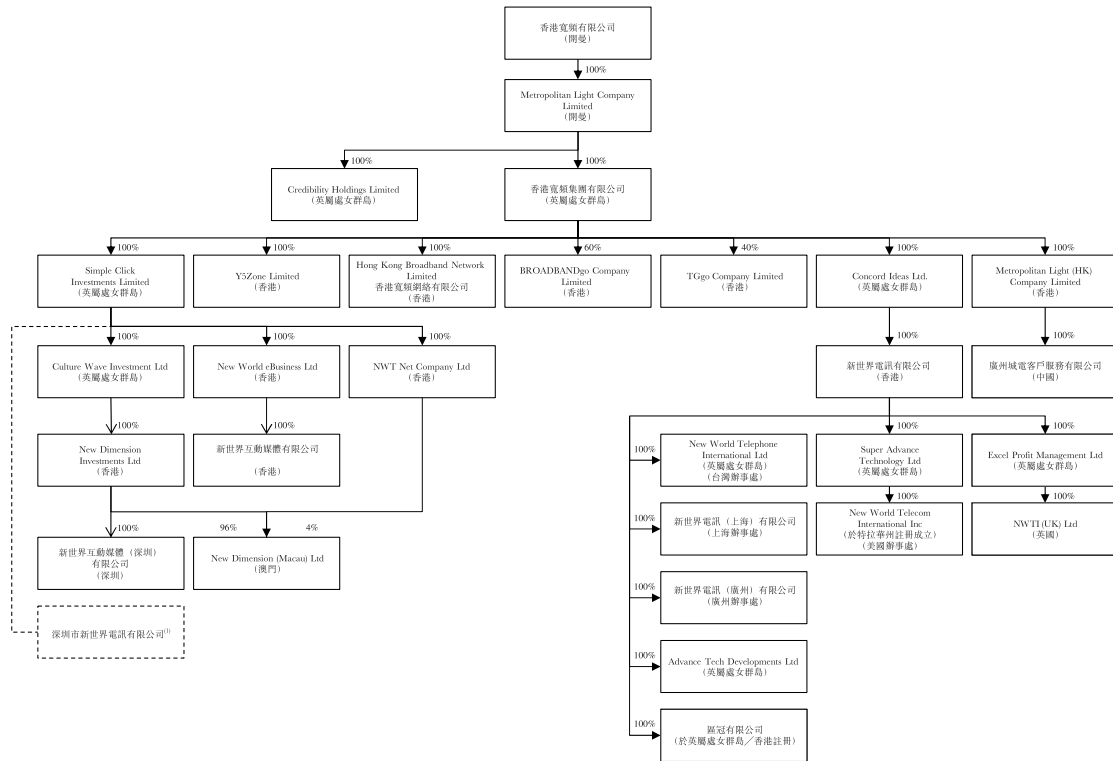 香港寬頻有限公司
(開曼)
100%
Metropolitan Light Company
Limited
(開曼)
100%
100%
Credibility Holdings Limited
(英屬處女群島)
香港寬頻集團有限公司
(英屬處女群島)
100%
100%
100%
60%
40%
100%
100%
Simple Click
Investments Limited
(英屬處女群島)
Y5Zone Limited
(香港)
Hong Kong Broadband Network
Limited
香港寬頻網絡有限公司
(香港)
BROADBANDgo Company
Limited
(香港)
TGgo Company Limited
(香港)
Concord Ideas Ltd.
(英屬處女群島)
Metropolitan Light (HK)
Company Limited
(香港)
100%
100%
100%
100%
100%
Culture Wave Investment Ltd
(英屬處女群島)
New World eBusiness Ltd
(香港)
NWT Net Company Ltd
(香港)
新世界電訊有限公司
(香港)
廣州城電客戶服務有限公司
(中國)
100%
100%
100%
100%
100%
New Dimension
Investments Ltd
(香港)
新世界互動媒體有限公司
(香港)
New World Telephone
International Ltd
(英屬處女群島)
(台灣辦事處)
Super Advance
Technology Ltd
(英屬處女群島)
Excel Profit Management Ltd
(英屬處女群島)
100%
96%
4%
100%
100%
100%
新世界互動媒體(深圳)
有限公司
(深圳)
New Dimension (Macau) Ltd
(澳門)
新世界電訊(上海)有限公司
(上海辦事處)
New World Telecom
International Inc
(於特拉華州註冊成立)
(美國辦事處)
NWTI (UK) Ltd
(英國)
100%
新世界電訊(廣州)有限公司
(廣州辦事處)
深圳市新世界電訊有限公司(1)
100%
Advance Tech Developments Ltd
(英屬處女群島)
100%
區冠有限公司
(於英屬處女群島/香港註冊)